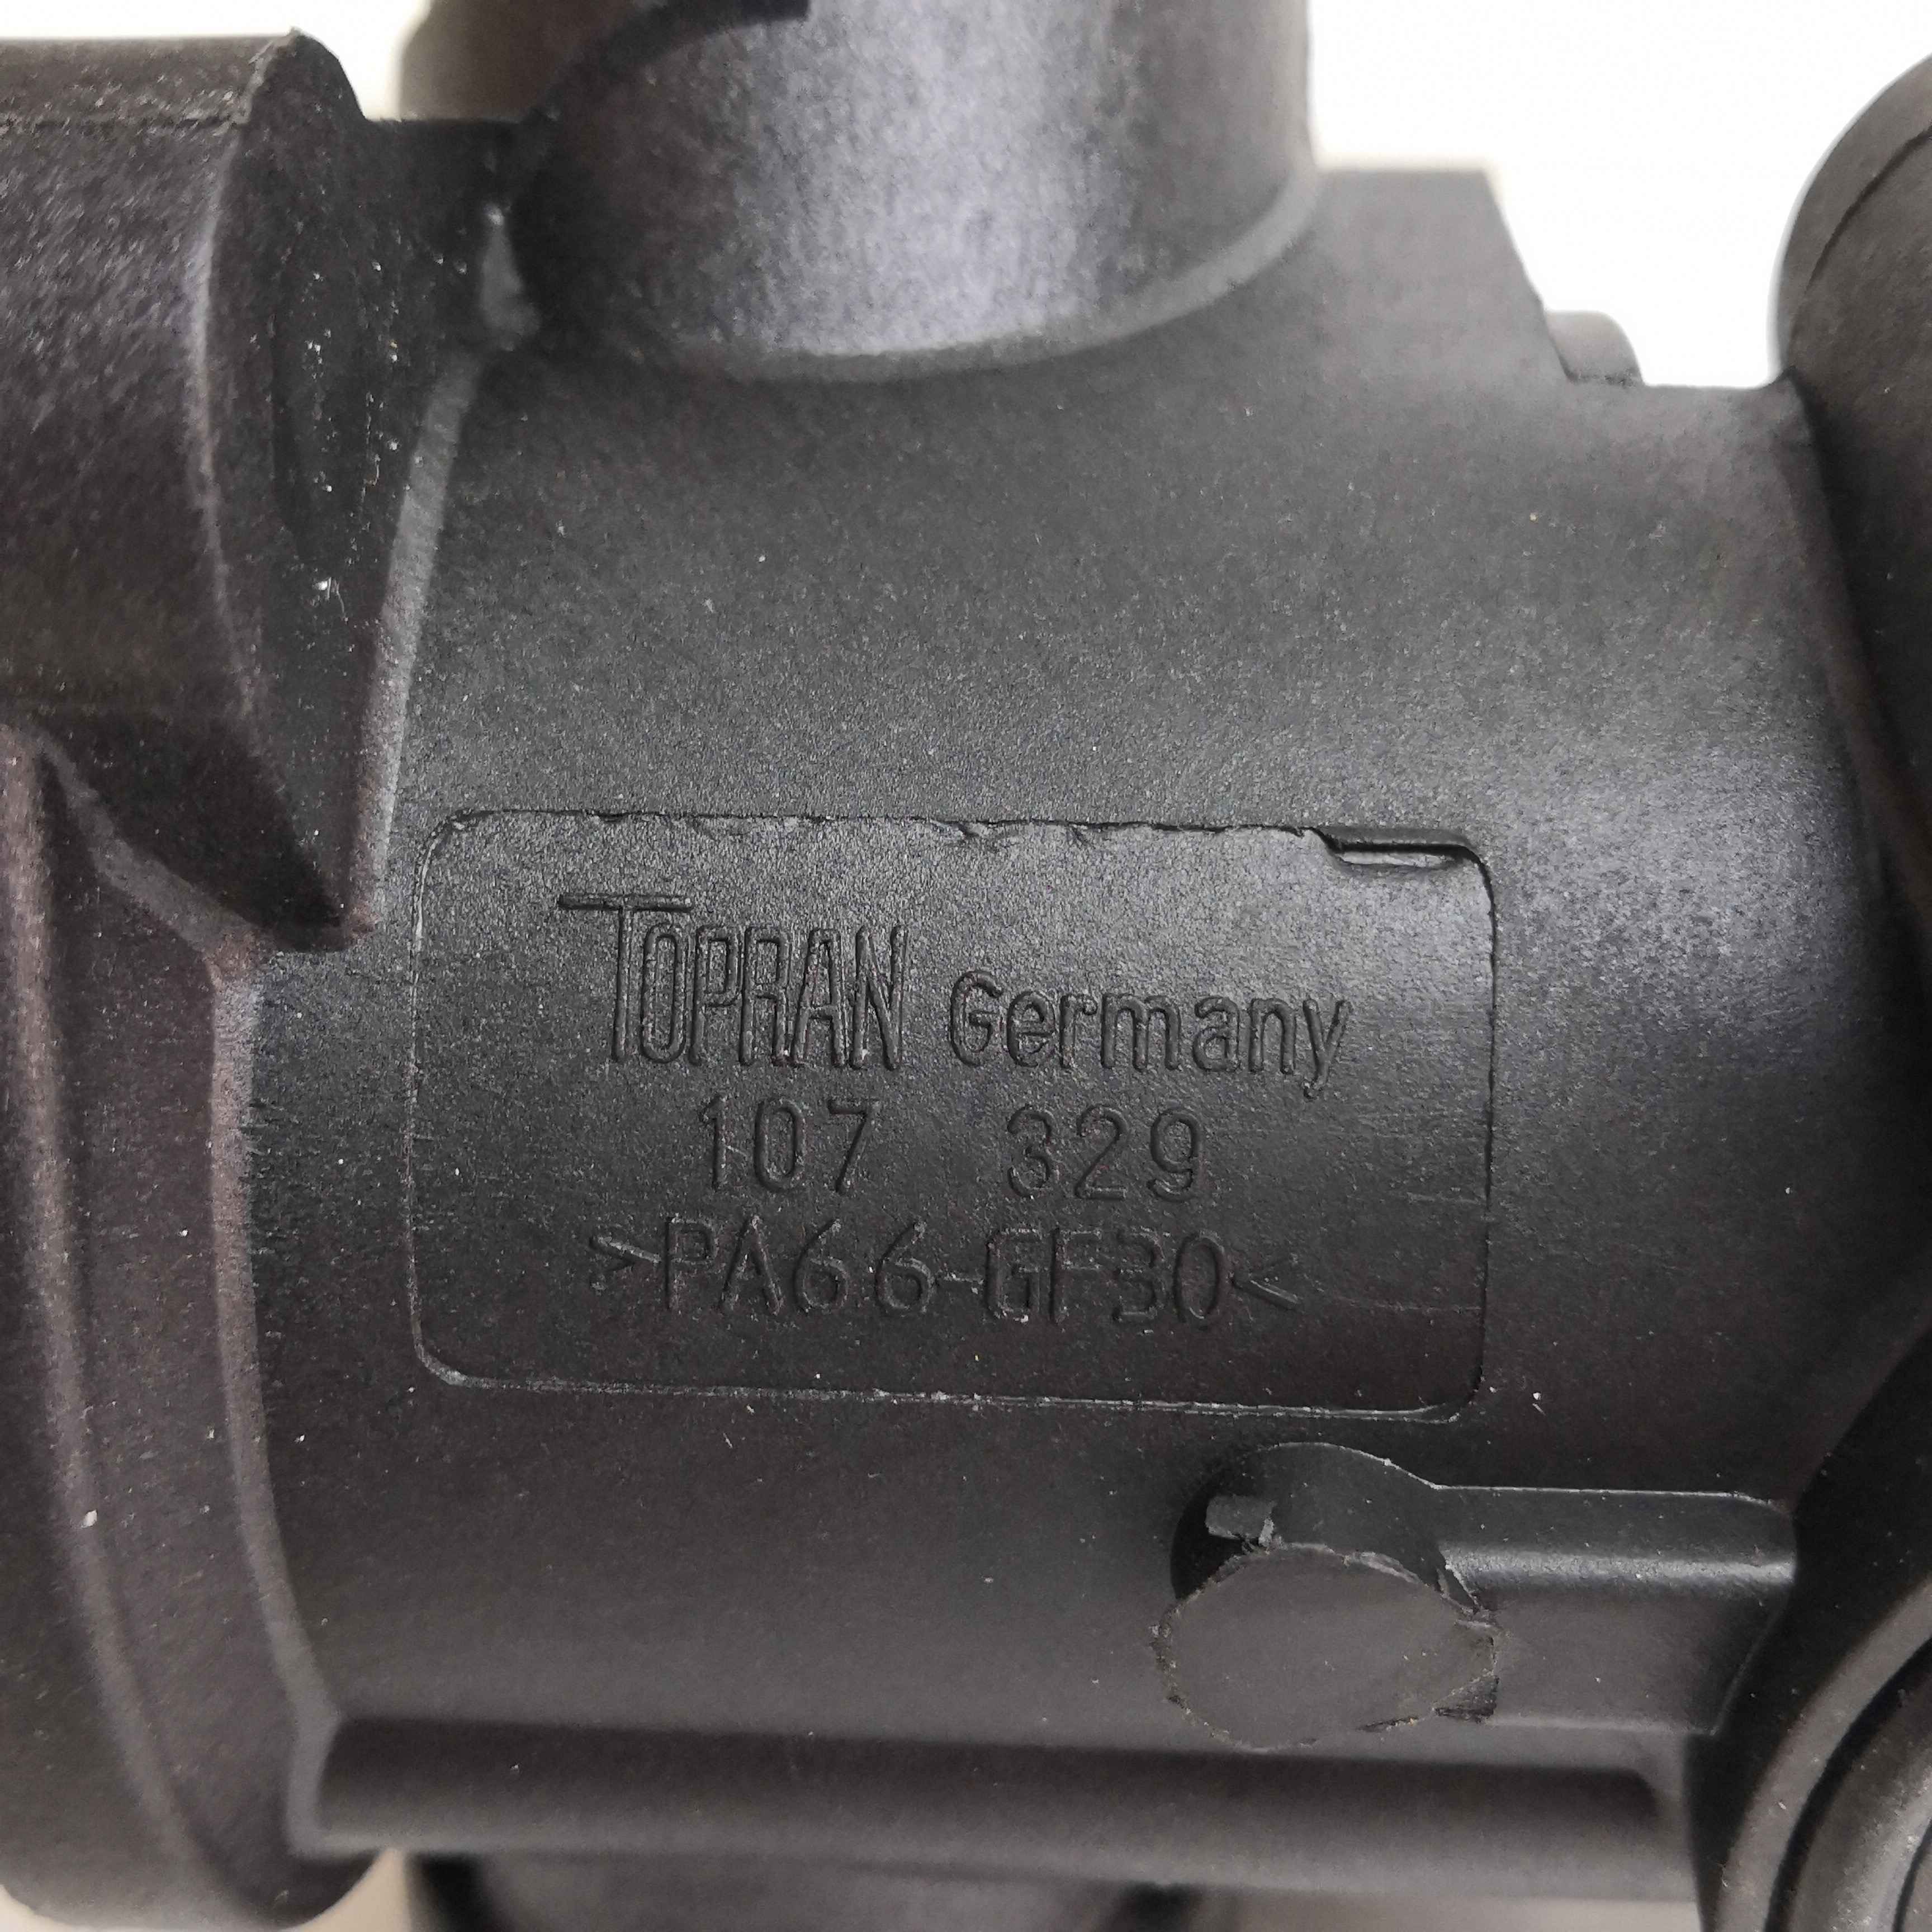 TOPRAN Germany
107 329
>PA66-GF30<